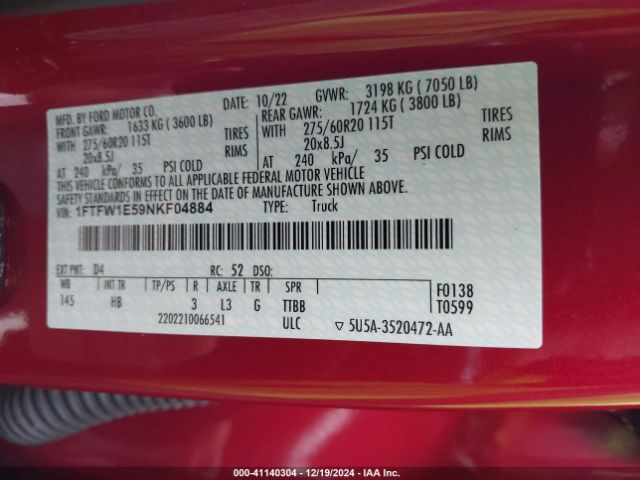 MFD. BY FORD MOTOR CO. DATE: 10/22 GVWR: 3198 KG ( 7050 LB)
FRONT GAWR: 1633 KG ( 3600 LB) REAR GAWR: 1724 KG ( 3800 LB)
WITH 275/60R20 115T TIRES WITH 275/60R20 115T TIRES
20x8.5J RIMS 20x8.5J RIMS
AT 240 kPa/ 35 PSI COLD AT 240 kPa/ 35 PSI COLD
THIS VEHICLE CONFORMS TO ALL APPLICABLE FEDERAL MOTOR VEHICLE
SAFETY STANDARDS IN EFFECT ON THE DATE OF MANUFACTURE SHOWN ABOVE.
VIN: 1FTFW1E59NKF04884 TYPE: Truck
EXT PNT: D4 RC: 52 DSO:
WB INT TR TP/PS R AXLE TR SPR
145 HB 3 L3 G TTBB
F0138
T0599
2202210066541 ULC ▽ 5U5A-3520472-AA
000-41140304 | 12/19/2024 - IAA Inc.